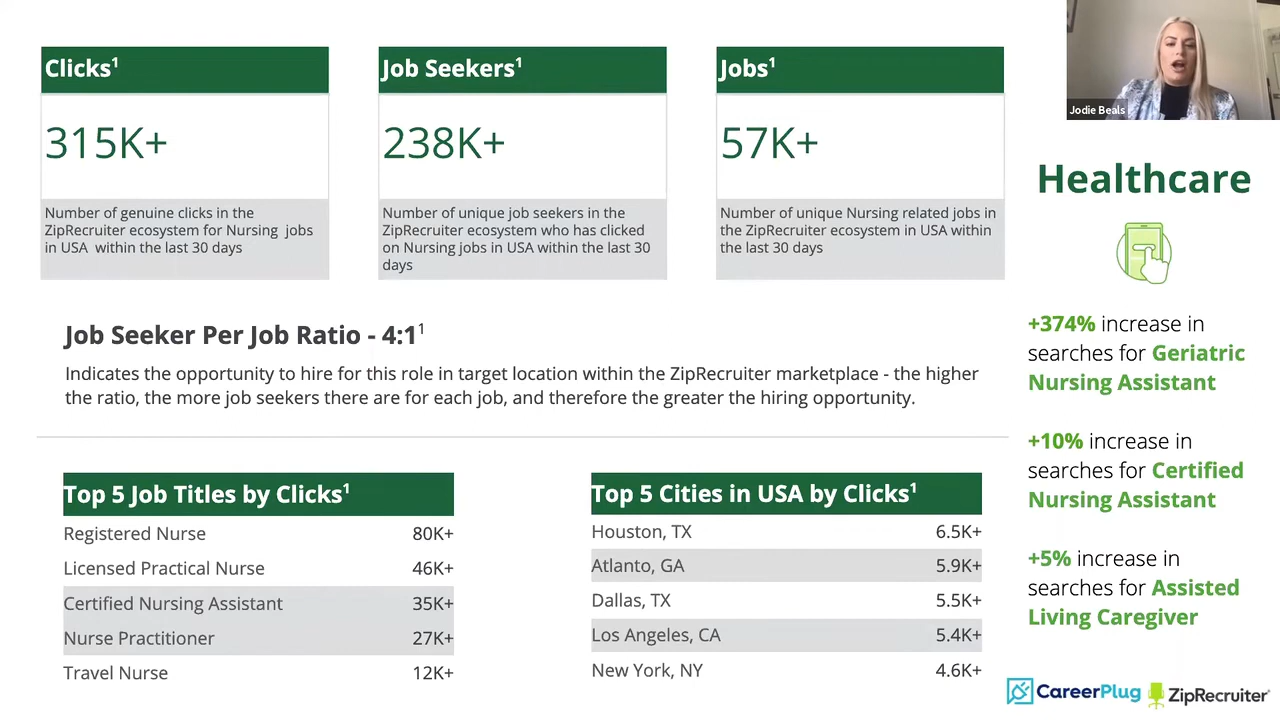 Clicks¹
315K+
Number of genuine clicks in the
ZipRecruiter ecosystem for Nursing jobs
in USA within the last 30 days
Job Seekers¹
238K+
Number of unique job seekers in the
ZipRecruiter ecosystem who has clicked
on Nursing jobs in USA within the last 30
days
Jobs¹
57K+
Number of unique Nursing related jobs in
the ZipRecruiter ecosystem in USA within
the last 30 days
Jodie Beals
Job Seeker Per Job Ratio - 4:1¹
Indicates the opportunity to hire for this role in target location within the ZipRecruiter marketplace - the higher
the ratio, the more job seekers there are for each job, and therefore the greater the hiring opportunity.
Top 5 Job Titles by Clicks¹
Registered Nurse 80K+
Licensed Practical Nurse 46K+
Certified Nursing Assistant 35K+
Nurse Practitioner 27K+
Travel Nurse 12K+
Top 5 Cities in USA by Clicks¹
Houston, TX 6.5K+
Atlanto, GA 5.9K+
Dallas, TX 5.5K+
Los Angeles, CA 5.4K+
New York, NY 4.6K+
Healthcare
+374% increase in
searches for Geriatric
Nursing Assistant
+10% increase in
searches for Certified
Nursing Assistant
+5% increase in
searches for Assisted
Living Caregiver
CareerPlug ZipRecruiter